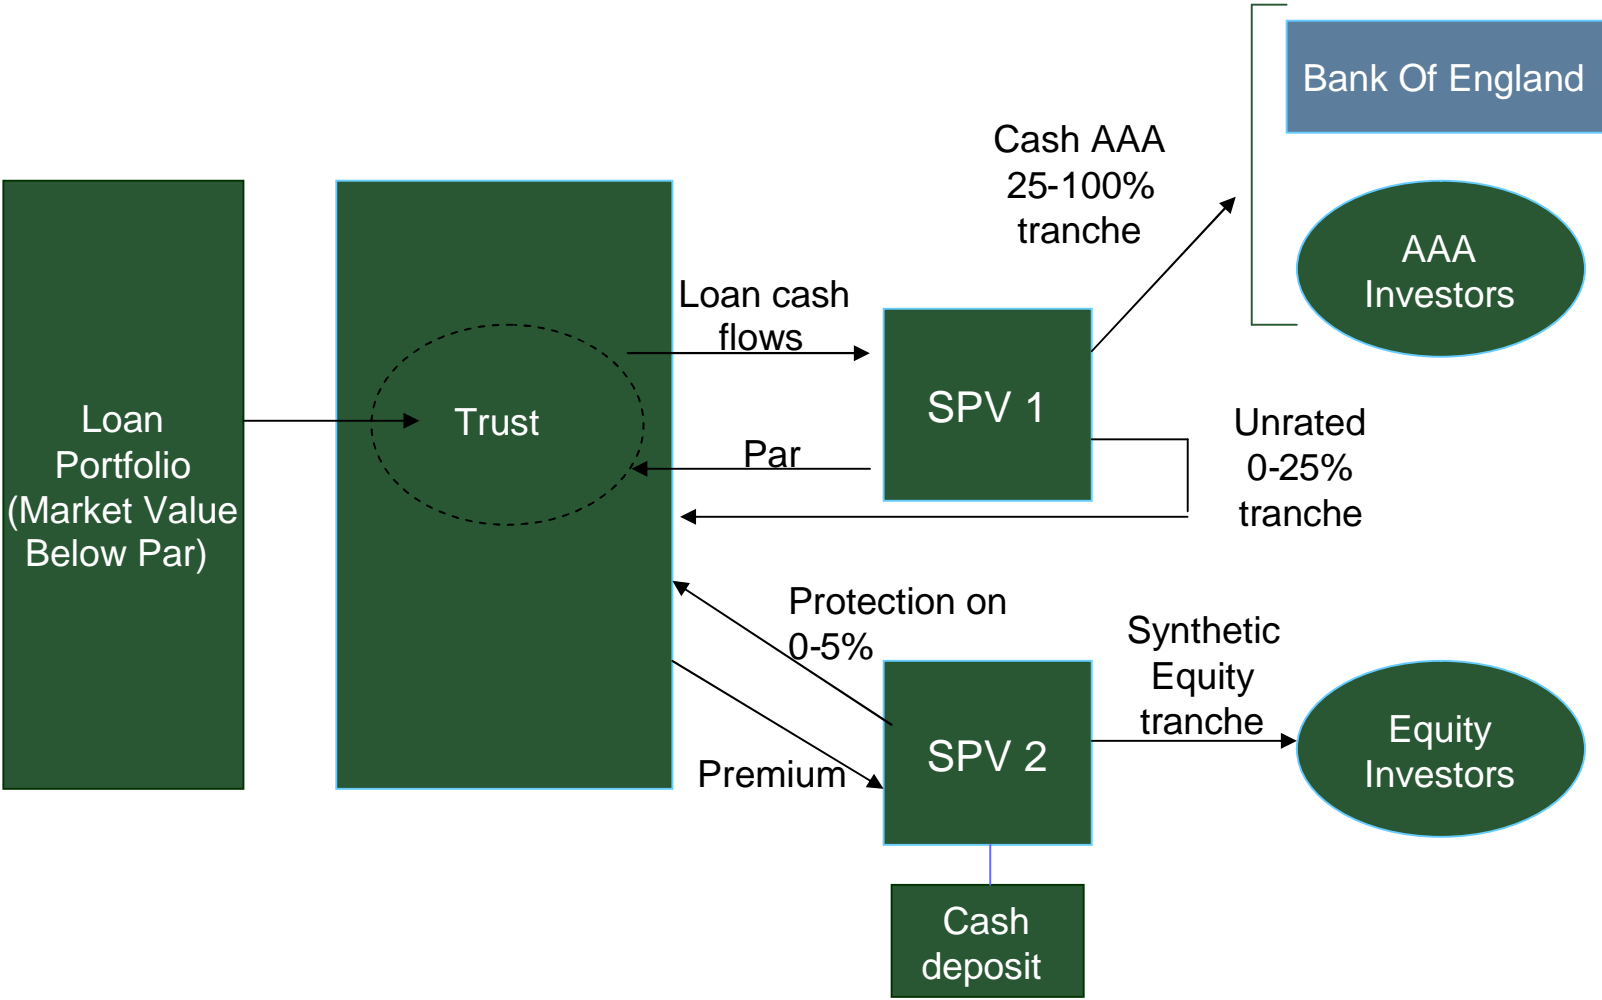 Bank Of England
Cash AAA
25-100%
tranche
AAA
Investors
Loan cash
flows
SPV 1
Loan
Portfolio
(Market Value
Below Par)
Trust
Par
Unrated
0-25%
tranche
Protection on
0-5%
Synthetic
Equity
tranche
Equity
Investors
SPV 2
Premium
Cash
deposit